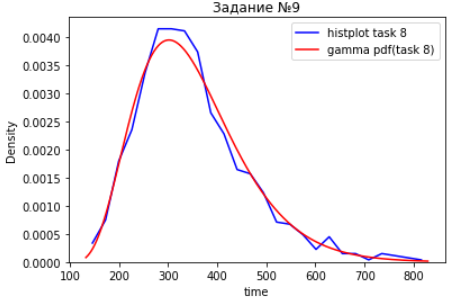 Задание №9
histplot task 8
gamma pdf(task 8)
Density
0.0040
0.0035
0.0030
0.0025
0.0020
0.0015
0.0010
0.0005
0.0000
100 200 300 400 500 600 700 800
time